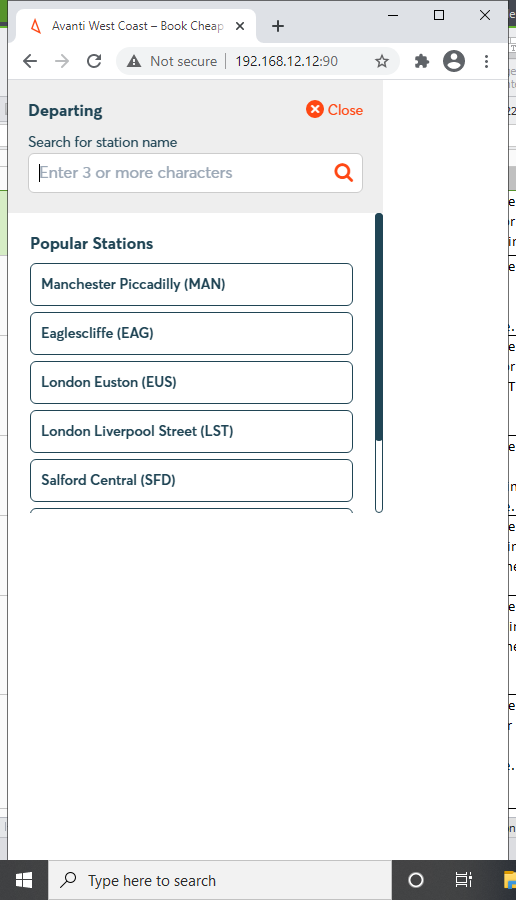 Avanti West Coast – Book Cheap
Not secure
192.168.12.12:90
Departing
Close
Search for station name
Enter 3 or more characters
Popular Stations
Manchester Piccadilly (MAN)
Eaglescliffe (EAG)
London Euston (EUS)
London Liverpool Street (LST)
Salford Central (SFD)
Type here to search